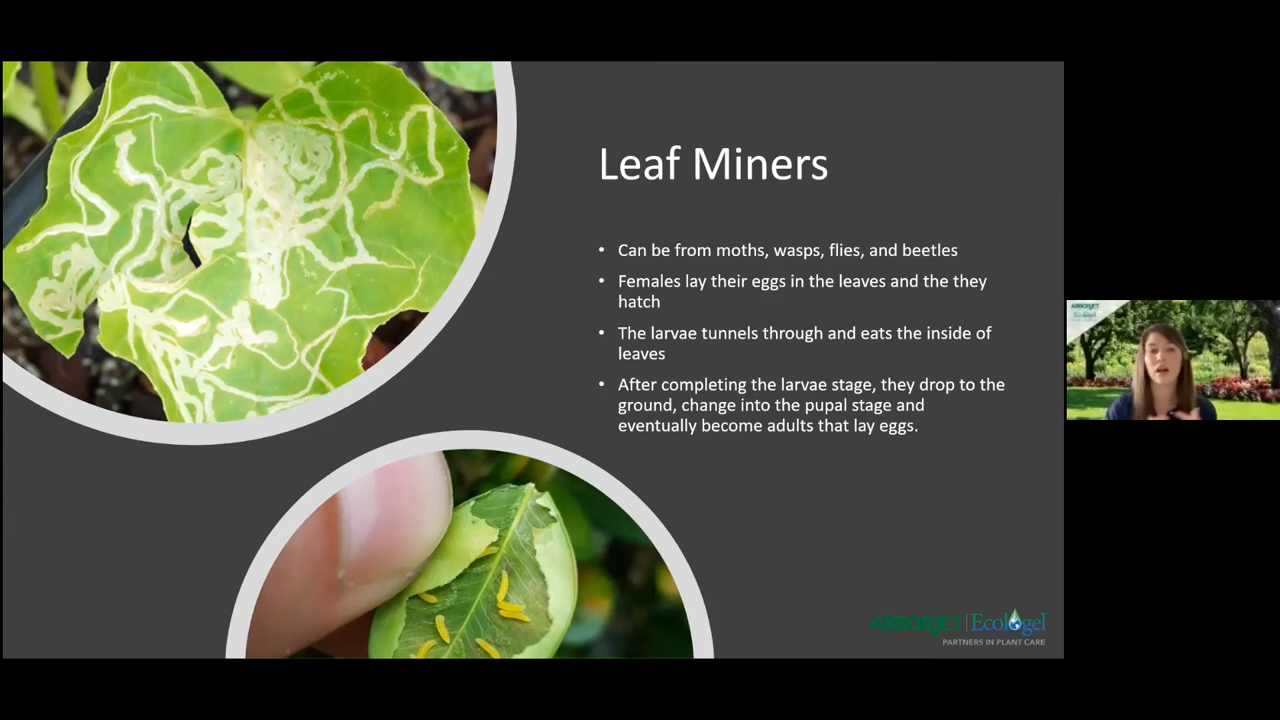 Leaf Miners
• Can be from moths, wasps, flies, and beetles
• Females lay their eggs in the leaves and the they
hatch
• The larvae tunnels through and eats the inside of
leaves
• After completing the larvae stage, they drop to the
ground, change into the pupal stage and
eventually become adults that lay eggs.
ARBORJET | Ecologel
PARTNERS IN PLANT CARE
ARBORJET
Ecologel